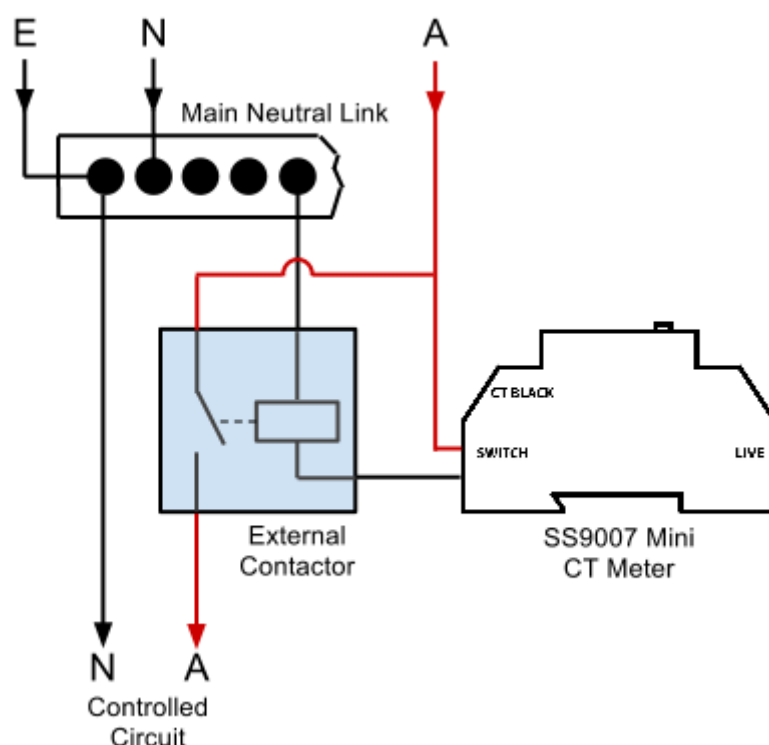 E N A
Main Neutral Link
CT BLACK
SWITCH LIVE
External
Contactor
SS9007 Mini
CT Meter
N A
Controlled
Circuit